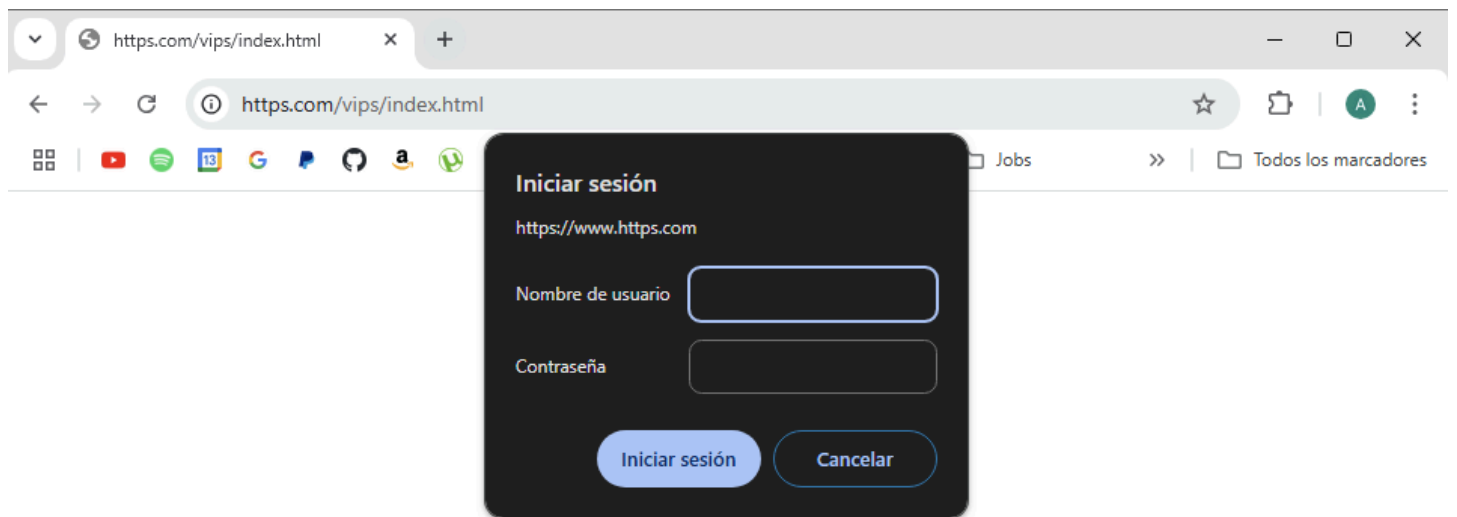 https.com/vips/index.html
https.com/vips/index.html
A
13
G
a
Jobs
Todos los marcadores
Iniciar sesión
https://www.https.com
Nombre de usuario
Contraseña
Iniciar sesión
Cancelar